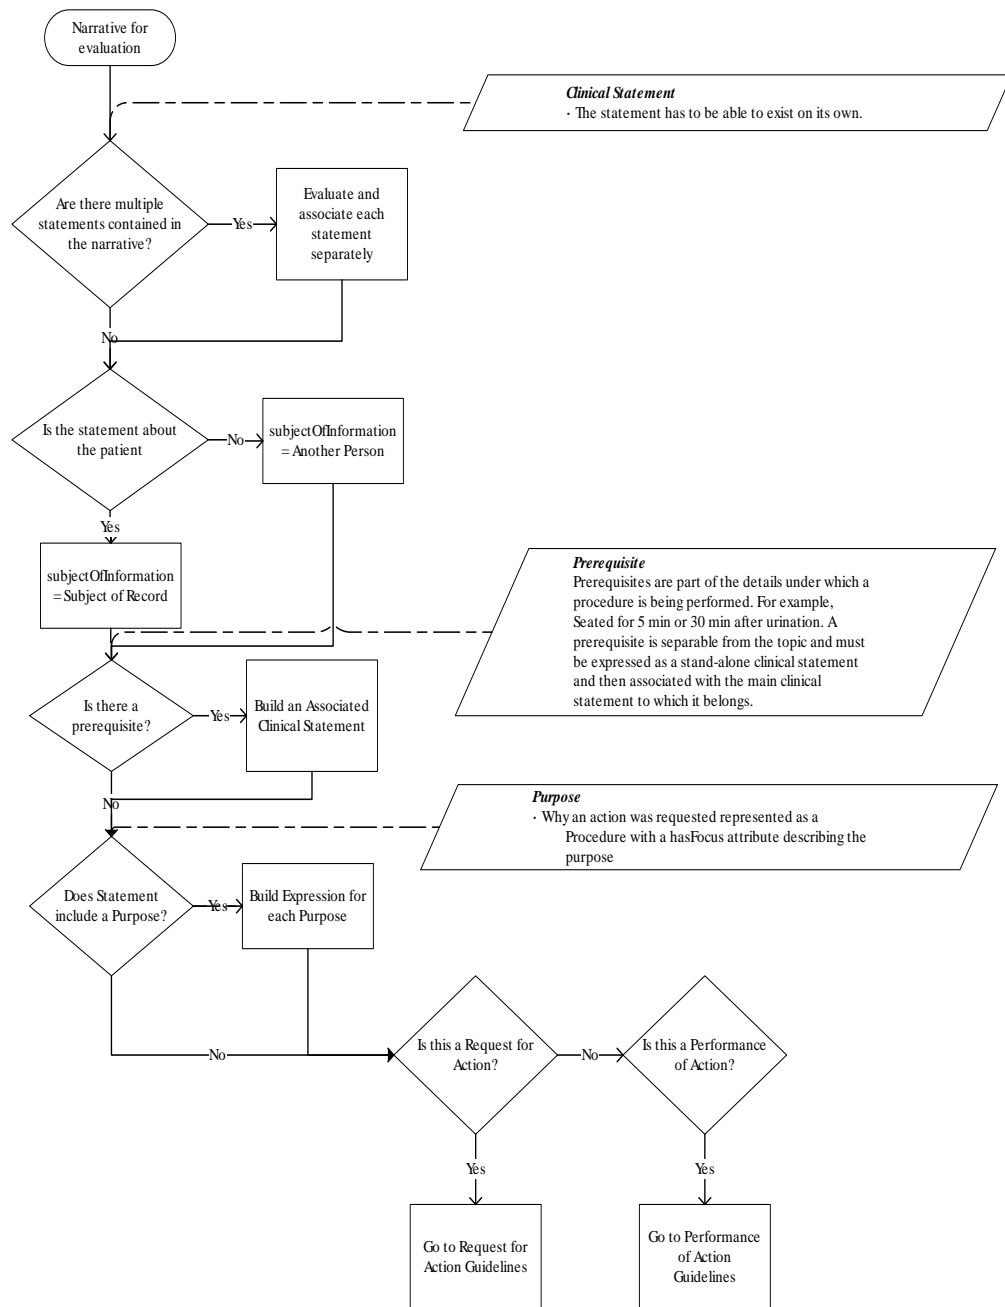 Narrative for
evaluation
Clinical Statement
· The statement has to be able to exist on its own.
Are there multiple
statements contained in
the narrative?
Yes
Evaluate and
associate each
statement
separately
No
Is the statement about
the patient
No
subjectOfInformation
= Another Person
Yes
subjectOfInformation
= Subject of Record
Prerequisite
Prerequisites are part of the details under which a
procedure is being performed. For example,
Seated for 5 min or 30 min after urination. A
prerequisite is separable from the topic and must
be expressed as a stand-alone clinical statement
and then associated with the main clinical
statement to which it belongs.
Is there a
prerequisite?
Yes
Build an Associated
Clinical Statement
No
Purpose
· Why an action was requested represented as a
Procedure with a hasFocus attribute describing the
purpose
Does Statement
include a Purpose?
Yes
Build Expression for
each Purpose
No
Is this a Request for
Action?
No
Is this a Performance
of Action?
Yes
Yes
Go to Request for
Action Guidelines
Go to Performance
of Action
Guidelines